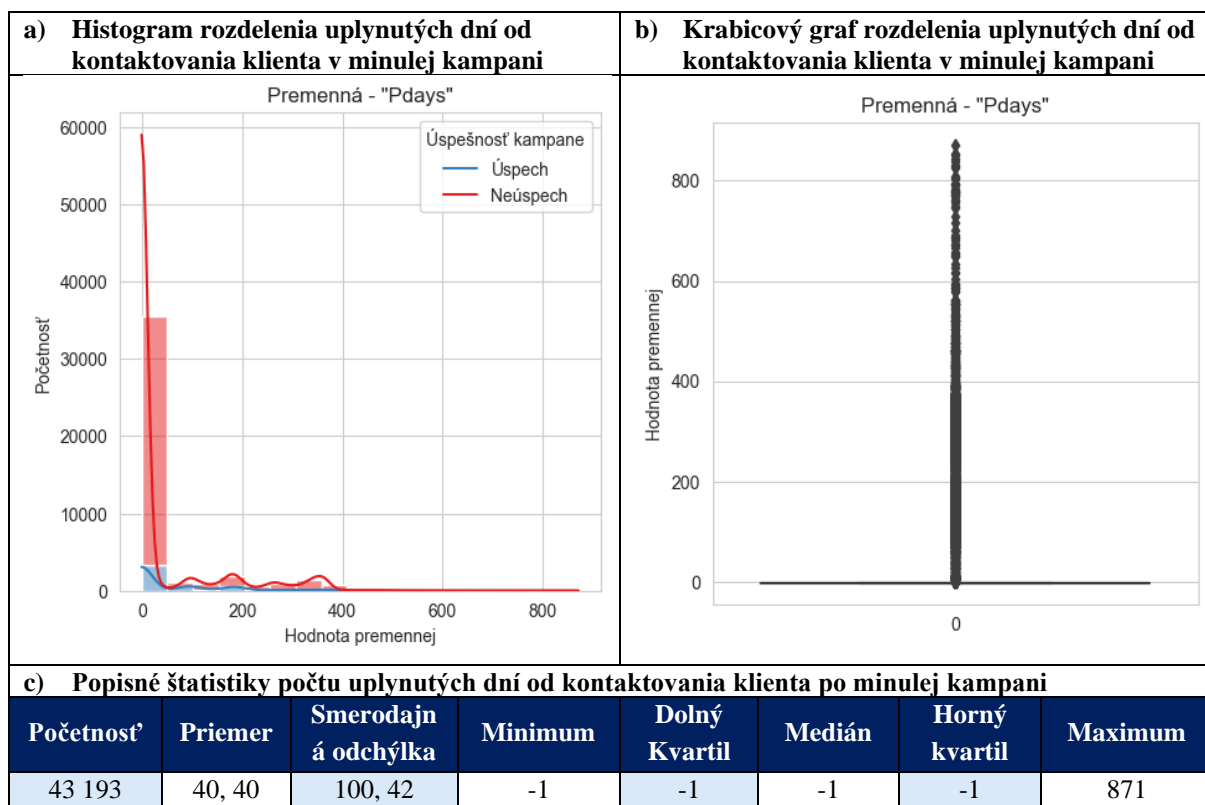 a) Histogram rozdelenia uplynutých dní od
kontaktovania klienta v minulej kampani
b) Krabicový graf rozdelenia uplynutých dní od
kontaktovania klienta v minulej kampani
Premenná - "Pdays"
60000
50000
40000
30000
20000
10000
0
Početnosť
Úspešnosť kampane
Úspech
Neúspech
0 200 400 600 800
Hodnota premennej
Premenná - "Pdays"
800
600
400
200
0
Hodnota premennej
0
c) Popisné štatistiky počtu uplynutých dní od kontaktovania klienta po minulej kampani
Početnosť Priemer Smerodajn á odchýlka Minimum Dolný Kvartil Medián Horný kvartil Maximum
43 193 40, 40 100, 42 -1 -1 -1 -1 871